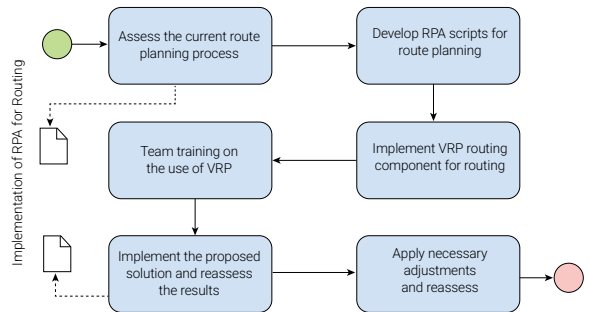 Implementation of RPA for Routing
Assess the current route
planning process
Develop RPA scripts for
route planning
Implement VRP routing
component for routing
Team training on
the use of VRP
Implement the proposed
solution and reassess
the results
Apply necessary
adjustments
and reassess